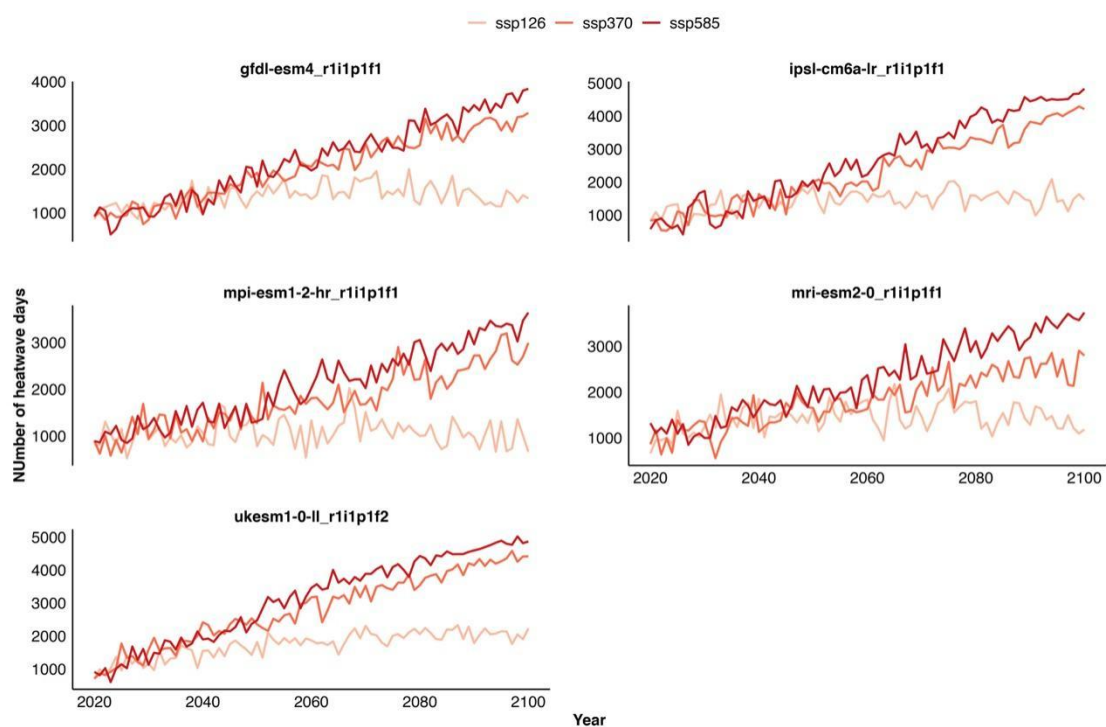 ssp126 ssp370 ssp585
gfdl-esm4_r1i1p1f1
4000
3000
2000
1000
ipsl-cm6a-lr_r1i1p1f1
5000
4000
3000
2000
1000
NUmber of heatwave days
mpi-esm1-2-hr_r1i1p1f1
3000
2000
1000
mri-esm2-0_r1i1p1f1
3000
2000
1000
2020 2040 2060 2080 2100
ukesm1-0-ll_r1i1p1f2
5000
4000
3000
2000
1000
2020 2040 2060 2080 2100
Year